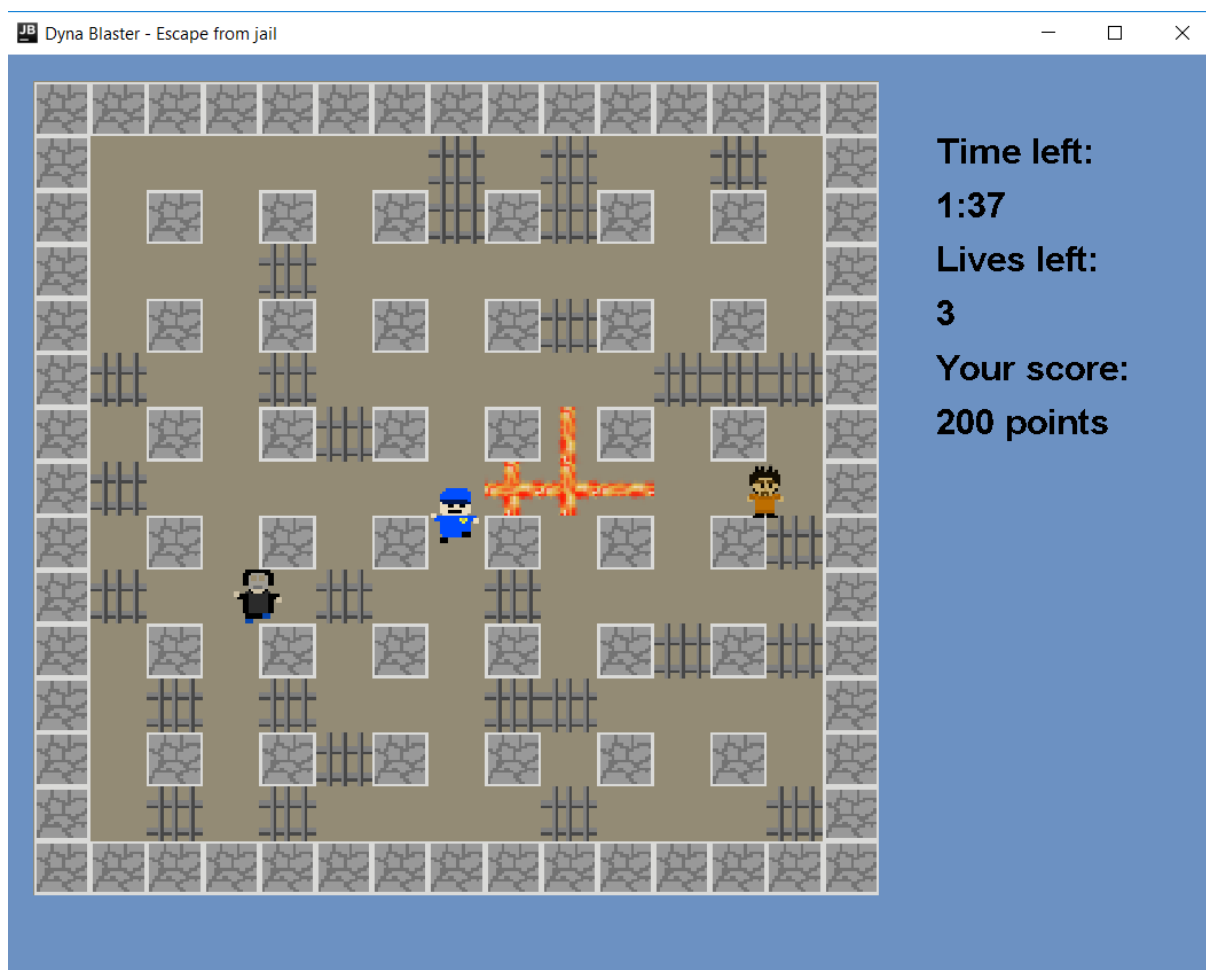 JB
Dyna Blaster - Escape from jail
Time left:
1:37
Lives left:
3
Your score:
200 points